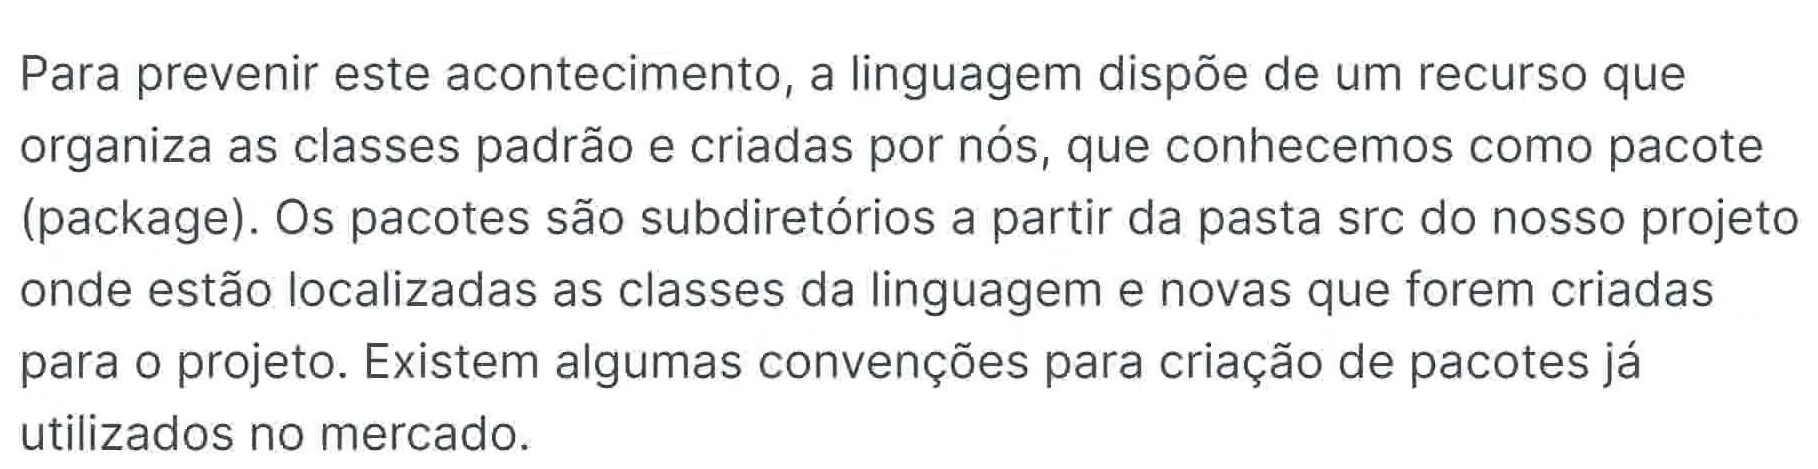 Para prevenir este acontecimento, a linguagem dispõe de um recurso que
organiza as classes padrão e criadas por nós, que conhecemos como pacote
(package). Os pacotes são subdiretórios a partir da pasta src do nosso projeto
onde estão localizadas as classes da linguagem e novas que forem criadas
para o projeto. Existem algumas convenções para criação de pacotes já
utilizados no mercado.